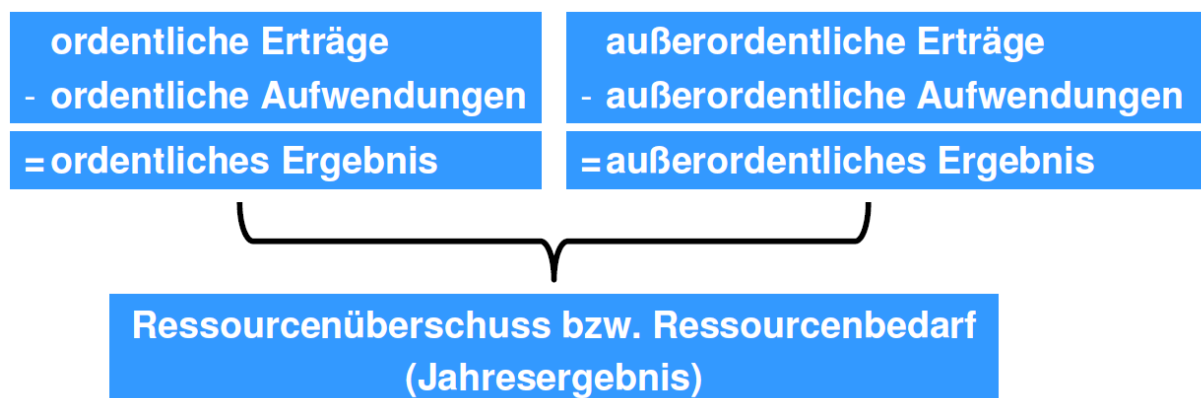 ordentliche Erträge
- ordentliche Aufwendungen
= ordentliches Ergebnis
außerordentliche Erträge
- außerordentliche Aufwendungen
= außerordentliches Ergebnis
Ressourcenüberschuss bzw. Ressourcenbedarf
(Jahresergebnis)